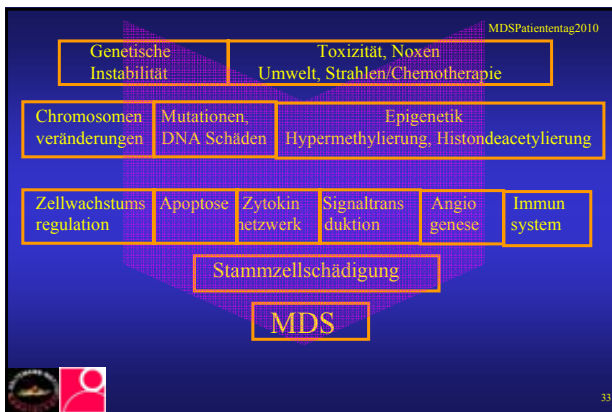 MDSPatiententag2010
Genetische
Instabilität
Toxizität, Noxen
Umwelt, Strahlen/Chemotherapie
Chromosomen
veränderungen
Mutationen,
DNA Schäden
Epigenetik
Hypermethylierung, Histondeacetylierung
Zellwachstums
regulation
Apoptose
Zytokin
netzwerk
Signaltrans
duktion
Angio
genese
Immun
system
Stammzellschädigung
MDS
33